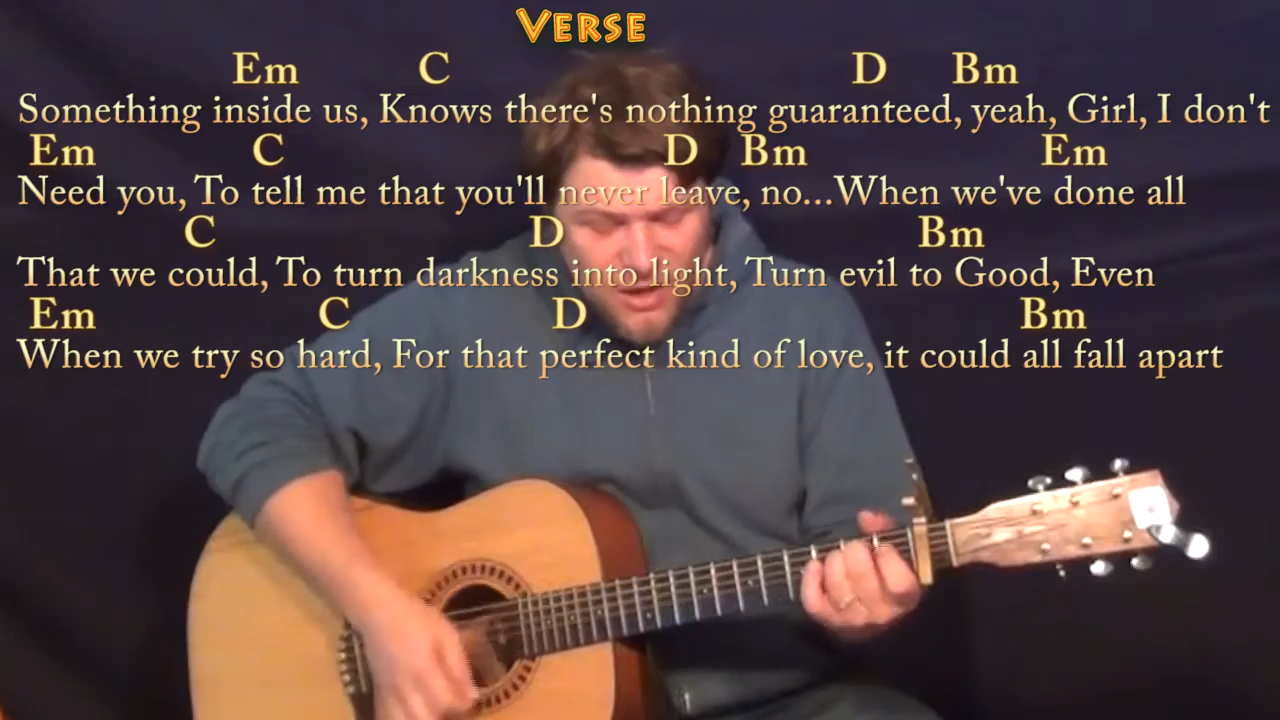 VERSE
Em C D Bm
Something inside us, Knows there's nothing guaranteed, yeah, Girl, I don't
Em C D Bm Em
Need you, To tell me that you'll never leave, no...When we've done all
C D Bm
That we could, To turn darkness into light, Turn evil to Good, Even
Em C D Bm
When we try so hard, For that perfect kind of love, it could all fall apart